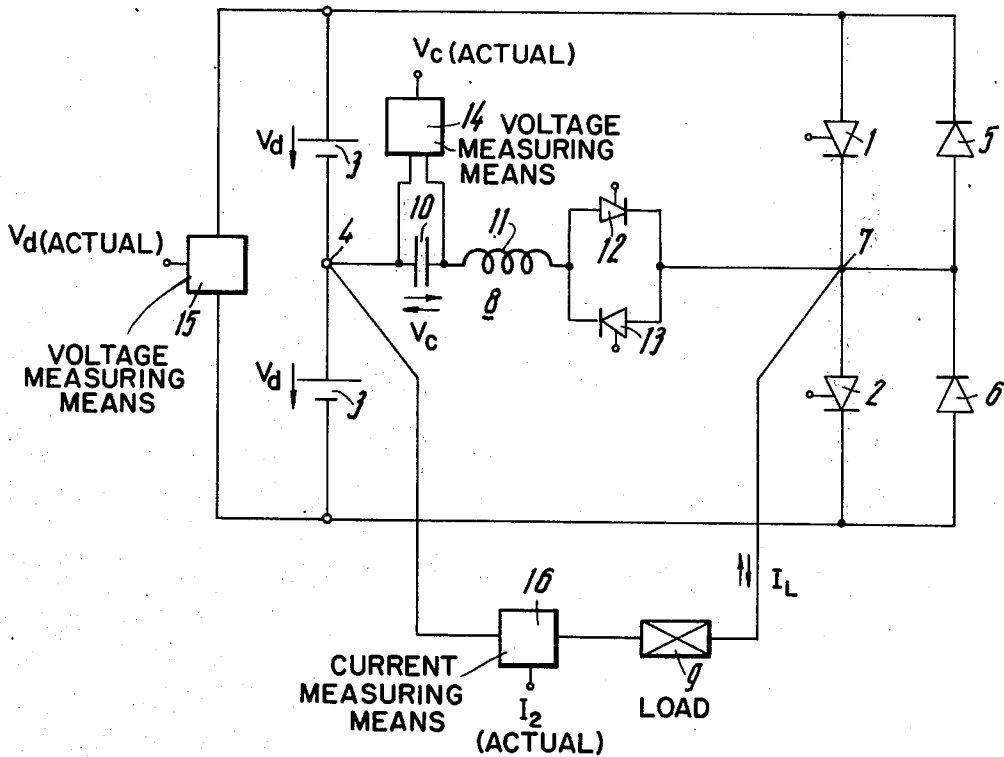 Vc (ACTUAL)
14
VOLTAGE
MEASURING
MEANS
Vd
3
1
5
10
11
12
Vd (ACTUAL)
4
7
15
8
Vc
13
VOLTAGE
MEASURING
MEANS
Vd
3
2
6
16
IL
CURRENT
MEASURING
MEANS
9
LOAD
I2
(ACTUAL)